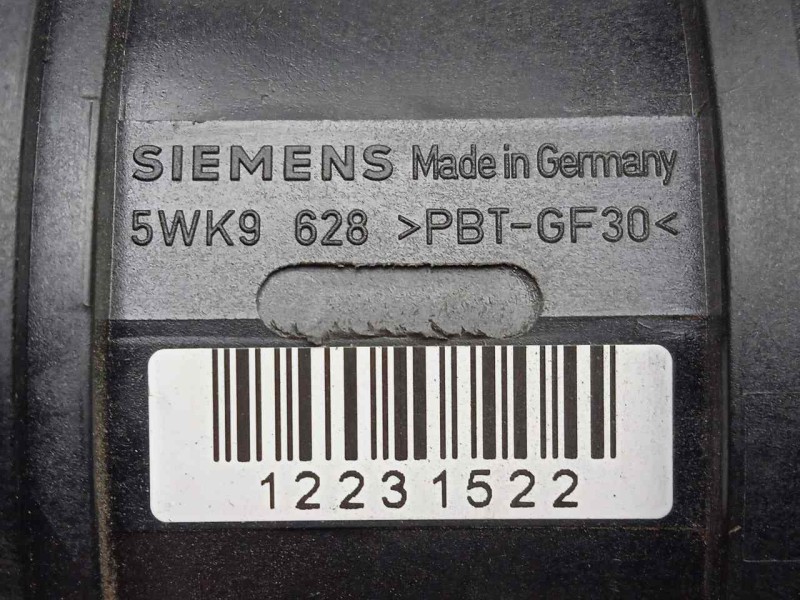 SIEMENS Made in Germany
5WK9 628 >PBT-GF30<
12231522